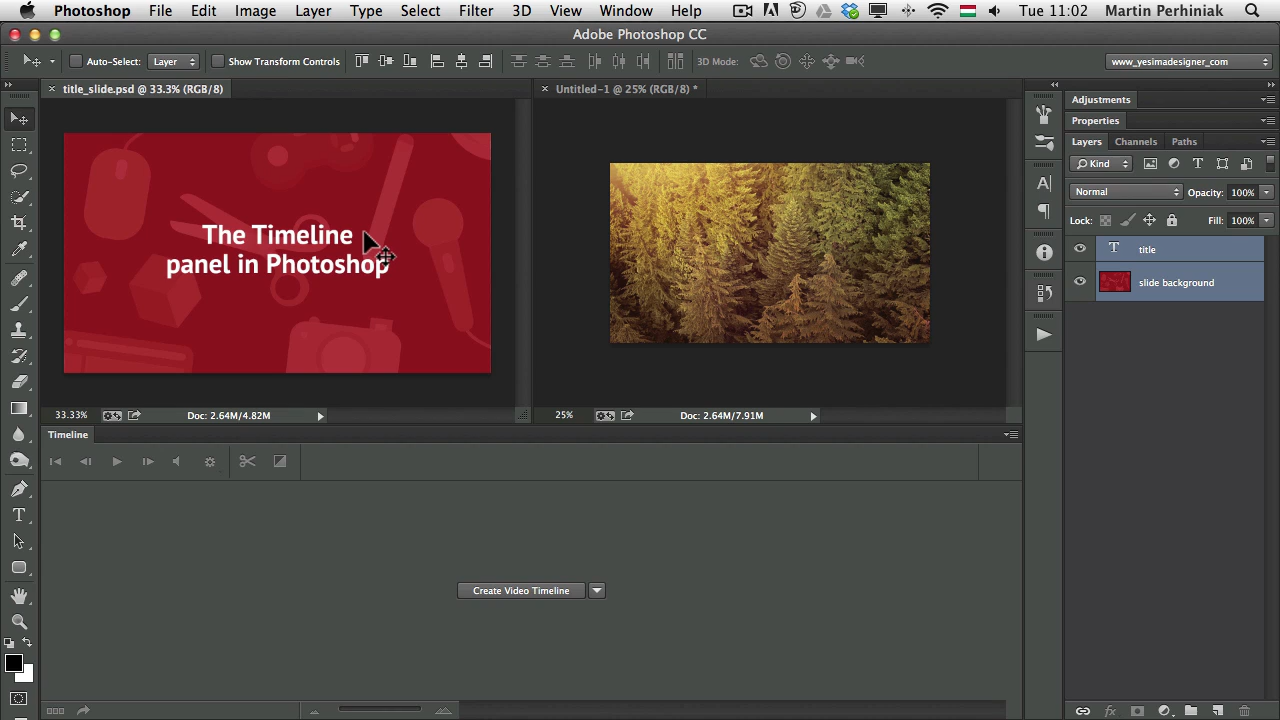 Photoshop File Edit Image Layer Type Select Filter 3D View Window Help Tue 11:02 Martin Perhiniak
Adobe Photoshop CC
Auto-Select: Layer Show Transform Controls 3D Mode: www_yesimadesigner_com
× title_slide.psd @ 33.3% (RGB/8) × Untitled-1 @ 25% (RGB/8) *
The Timeline
panel in Photoshop
33.33% Doc: 2.64M/4.82M 25% Doc: 2.64M/7.91M
Timeline
Create Video Timeline
Adjustments
Properties
Layers Channels Paths
Kind
Normal Opacity: 100%
Lock: Fill: 100%
T title
slide background